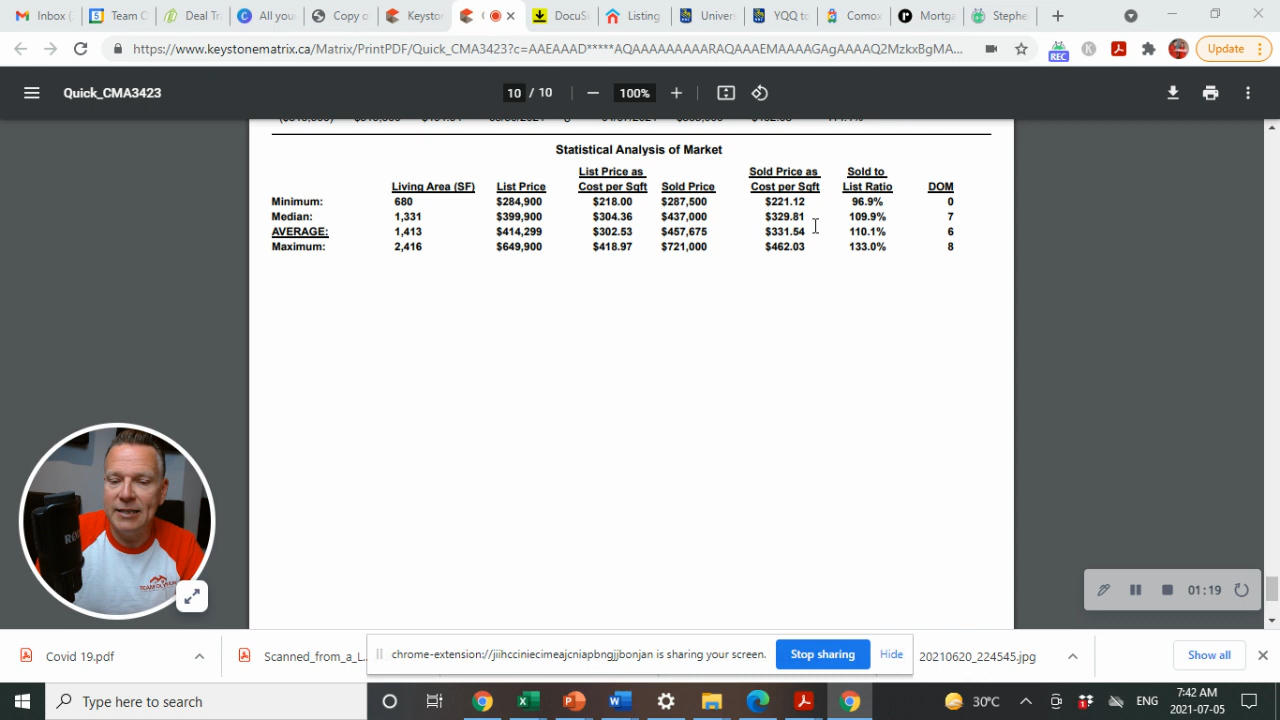 Inbox (
Team C
Deal Tr
All you
Copy o
Keysto
DocuS
Listing
Univer
YQQ to
Comox
Mortga
Stephe
https://www.keystonematrix.ca/Matrix/PrintPDF/Quick_CMA3423?c=AAEAAAD*****AQAAAAAAAAARAQAAAEMAAAAGAgAAAAQ2MzkxBgMA...
REC
K
Update
Quick_CMA3423
10 / 10
100%
Statistical Analysis of Market
List Price as Sold Price as Sold to
Living Area (SF) List Price Cost per Sqft Sold Price Cost per Sqft List Ratio DOM
Minimum: 680 $284,900 $218.00 $287,500 $221.12 96.9% 0
Median: 1,331 $399,900 $304.36 $437,000 $329.81 109.9% 7
AVERAGE: 1,413 $414,299 $302.53 $457,675 $331.54 110.1% 6
Maximum: 2,416 $649,900 $418.97 $721,000 $462.03 133.0% 8
RØDE
01:19
Covid 19.pdf
Scanned_from_a_L...
chrome-extension://jiihcciniecimeajcniapbngjjbonjan is sharing your screen.
Stop sharing
Hide
20210620_224545.jpg
Show all
Type here to search
30°C
ENG
7:42 AM
2021-07-05